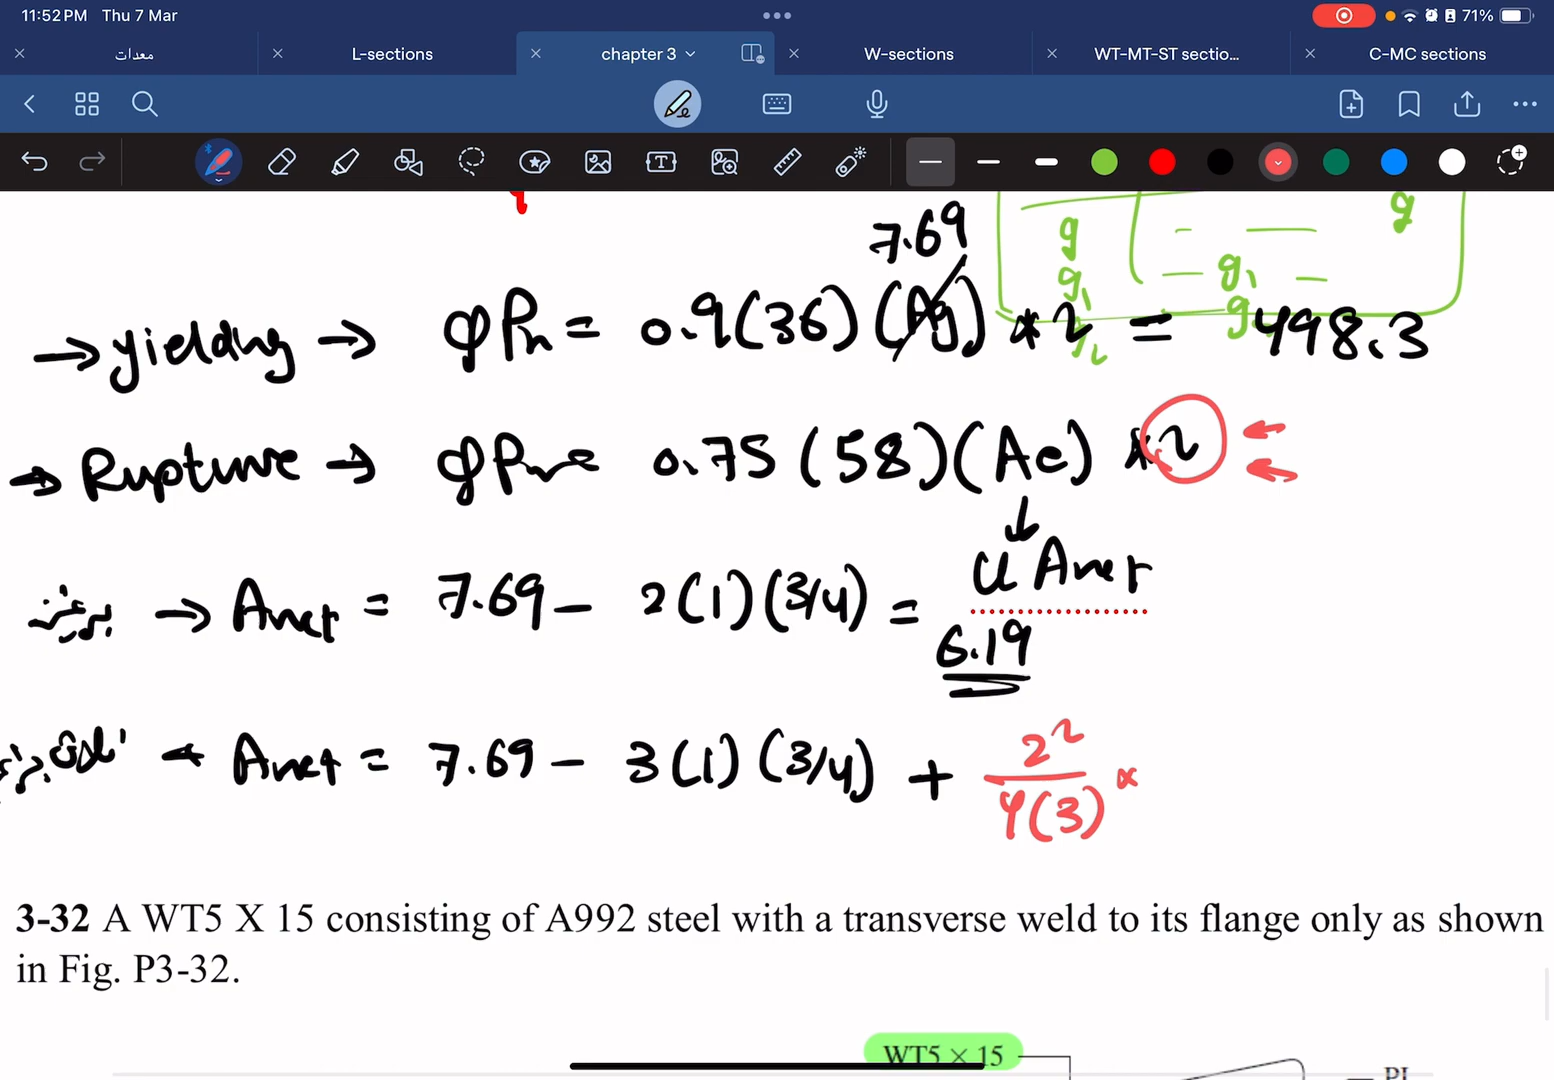 11:52 PM Thu 7 Mar 71%
معدات L-sections chapter 3 W-sections WT-MT-ST sectio... C-MC sections
7.69
g
g
g₁ g₁
→ yielding → φPn = 0.9(36)(Ag) * 2 = 498.3
→ Rupture → φPn = 0.75 (58)(Ae) * 2
↓
U Anet
→ Anet = 7.69 - 2(1)(3/4) =
6.19
Anet = 7.69 - 3(1)(3/4) + 2²/4(3) *
3-32 A WT5 X 15 consisting of A992 steel with a transverse weld to its flange only as shown
in Fig. P3-32.
WT5 × 15
PL